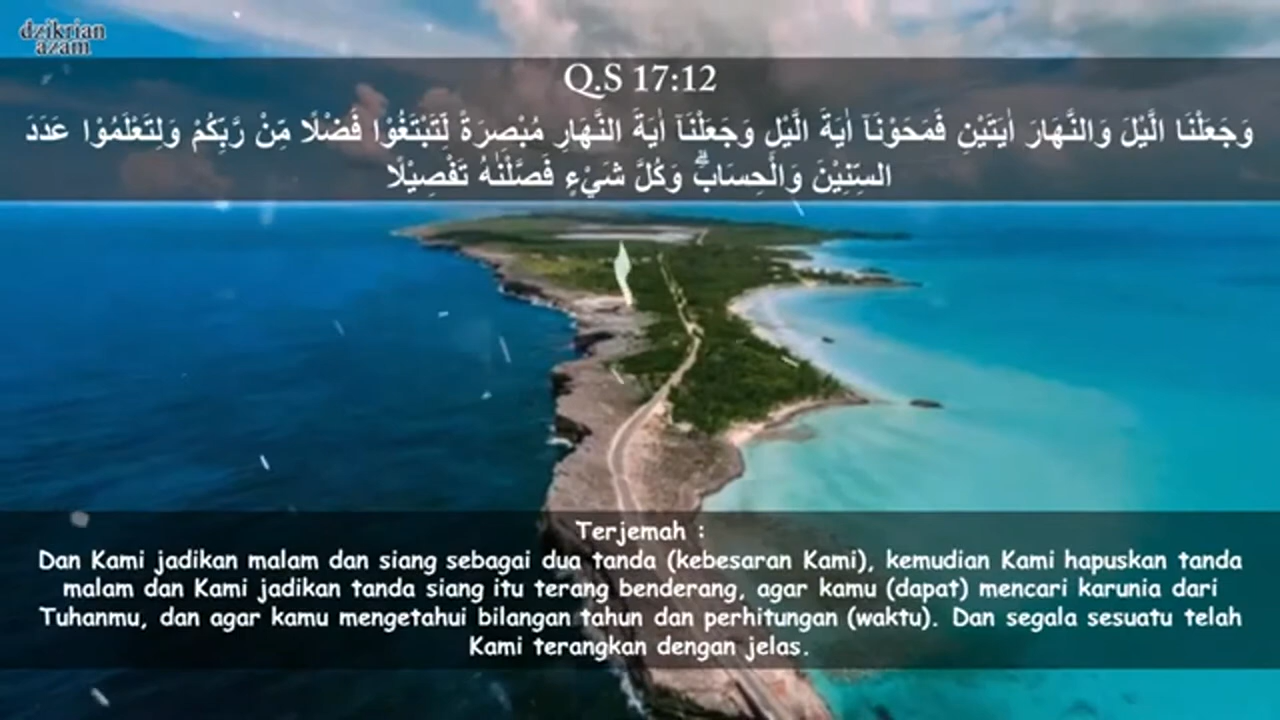 dzikrian
azam
Q.S 17:12
وَجَعَلْنَا الَّيْلَ وَالنَّهَارَ اٰيَتَيْنِ فَمَحَوْنَآ اٰيَةَ الَّيْلِ وَجَعَلْنَآ اٰيَةَ النَّهَارِ مُبْصِرَةً لِّتَبْتَغُوْا فَضْلًا مِّنْ رَّبِّكُمْ وَلِتَعْلَمُوْا عَدَدَ
السِّنِيْنَ وَالْحِسَابَۗ وَكُلَّ شَيْءٍ فَصَّلْنٰهُ تَفْصِيْلًا
Terjemah :
Dan Kami jadikan malam dan siang sebagai dua tanda (kebesaran Kami), kemudian Kami hapuskan tanda
malam dan Kami jadikan tanda siang itu terang benderang, agar kamu (dapat) mencari karunia dari
Tuhanmu, dan agar kamu mengetahui bilangan tahun dan perhitungan (waktu). Dan segala sesuatu telah
Kami terangkan dengan jelas.